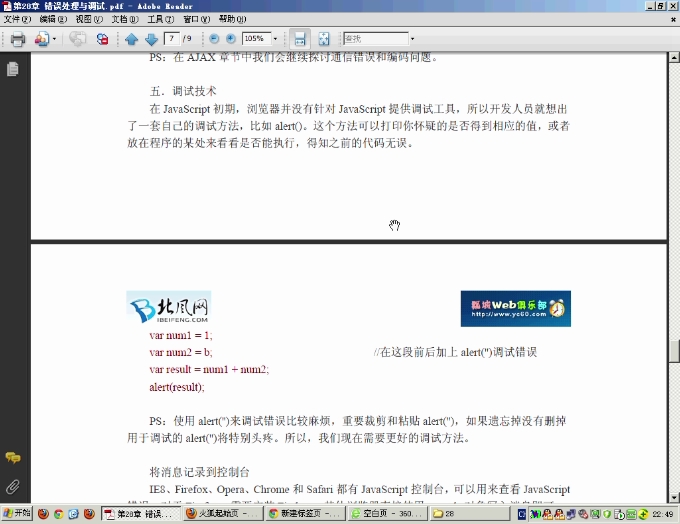 第28章 错误处理与调试.pdf - Adobe Reader
文件(F) 编辑(E) 视图(V) 文档(D) 工具(T) 窗口(W) 帮助(H)
7 / 9 105% 查找
PS：在 AJAX 章节中我们会继续探讨通信错误和编码问题。
五．调试技术
在 JavaScript 初期，浏览器并没有针对 JavaScript 提供调试工具，所以开发人员就想出
了一套自己的调试方法，比如 alert()。这个方法可以打印你怀疑的是否得到相应的值，或者
放在程序的某处来看看是否能执行，得知之前的代码无误。
北风网
IBEIFENG.COM
瓢城Web俱乐部
http://www.yc60.com
var num1 = 1;
var num2 = b; //在这段前后加上 alert('')调试错误
var result = num1 + num2;
alert(result);
PS：使用 alert('')来调试错误比较麻烦，重要裁剪和粘贴 alert('')，如果遗忘掉没有删掉
用于调试的 alert('')将特别头疼。所以，我们现在需要更好的调试方法。
将消息记录到控制台
IE8、Firefox、Opera、Chrome 和 Safari 都有 JavaScript 控制台，可以用来查看 JavaScript
开始 第28章 错误... 火狐起始页 - ... 新建标签页 - ... 空白页 - 360... 28 22:49